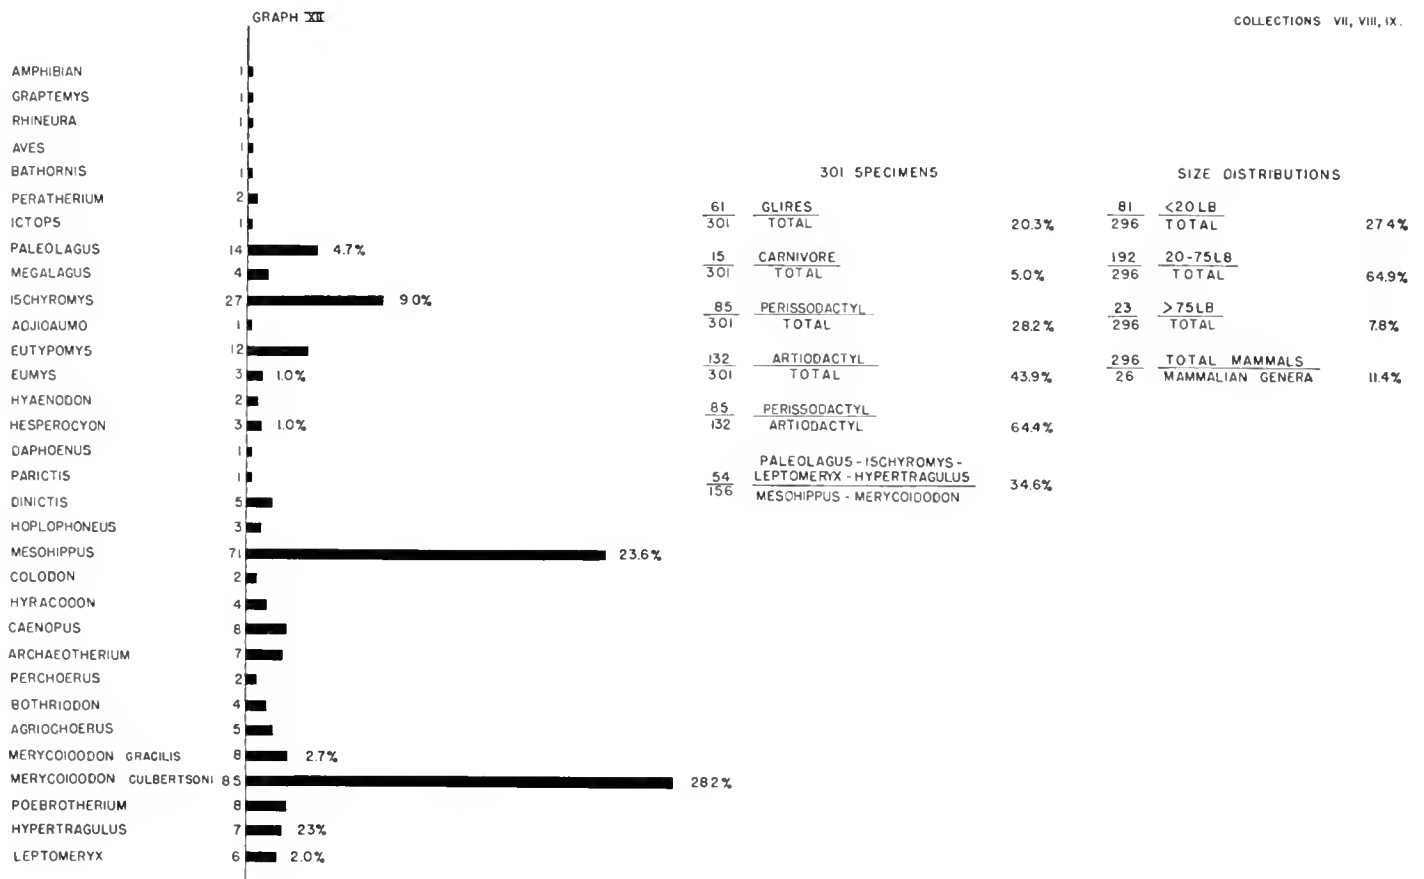 GRAPH XII
COLLECTIONS VII, VIII, IX.
AMPHIBIAN 1
GRAPTEMYS 1
RHINEURA 1
AVES 1
BATHORNIS 1
PERATHERIUM 2
ICTOPS 1
PALEOLAGUS 14 4.7%
MEGALAGUS 4
ISCHYROMYS 27 9.0%
ADJIDAUMO 1
EUTYPOMYS 12
EUMYS 3 1.0%
HYAENODON 2
HESPEROCYON 3 1.0%
DAPHOENUS 1
PARICTIS 1
DINICTIS 5
HOPLOPHONEUS 3
MESOHIPPUS 71 23.6%
COLODON 2
HYRACODON 4
CAENOPUS 8
ARCHAEOTHERIUM 7
PERCHOERUS 2
BOTHRIODON 4
AGRIOCHOERUS 5
MERYCOIDODON GRACILIS 8 2.7%
MERYCOIDODON CULBERTSONI 85 28.2%
POEBROTHERIUM 8
HYPERTRAGULUS 7 2.3%
LEPTOMERYX 6 2.0%
301 SPECIMENS
61 GLIRES
301 TOTAL 20.3%
15 CARNIVORE
301 TOTAL 5.0%
85 PERISSODACTYL
301 TOTAL 28.2%
132 ARTIODACTYL
301 TOTAL 43.9%
85 PERISSODACTYL
132 ARTIODACTYL 64.4%
PALEOLAGUS - ISCHYROMYS -
54 LEPTOMERYX - HYPERTRAGULUS
156 MESOHIPPUS - MERYCOIDODON 34.6%
SIZE DISTRIBUTIONS
81 <20 LB
296 TOTAL 27.4%
192 20-75LB
296 TOTAL 64.9%
23 >75LB
296 TOTAL 7.8%
296 TOTAL MAMMALS
26 MAMMALIAN GENERA 11.4%